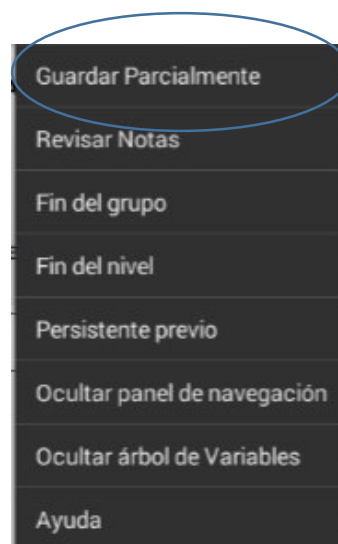 Guardar Parcialmente
Revisar Notas
Fin del grupo
Fin del nivel
Persistente previo
Ocultar panel de navegación
Ocultar árbol de Variables
Ayuda